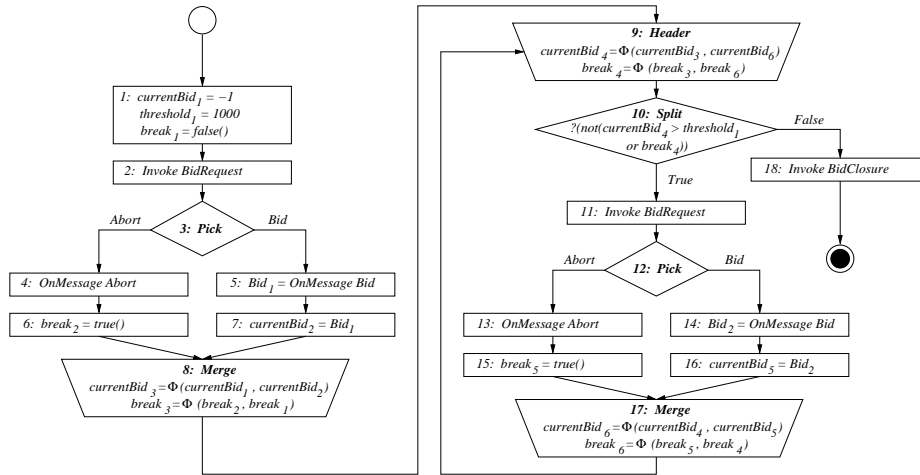 1: currentBid1 = −1
threshold1 = 1000
break1 = false()
2: Invoke BidRequest
Abort
Bid
3: Pick
4: OnMessage Abort
5: Bid1 = OnMessage Bid
6: break2 = true()
7: currentBid2 = Bid1
8: Merge
currentBid3 = Φ(currentBid1 , currentBid2)
break3 = Φ (break2 , break1)
9: Header
currentBid4 = Φ(currentBid3 , currentBid6)
break4 = Φ (break3 , break6)
10: Split
?(not(currentBid4 > threshold1
or break4))
False
True
18: Invoke BidClosure
11: Invoke BidRequest
Abort
Bid
12: Pick
13: OnMessage Abort
14: Bid2 = OnMessage Bid
15: break5 = true()
16: currentBid5 = Bid2
17: Merge
currentBid6 = Φ(currentBid4 , currentBid5)
break6 = Φ (break5 , break4)